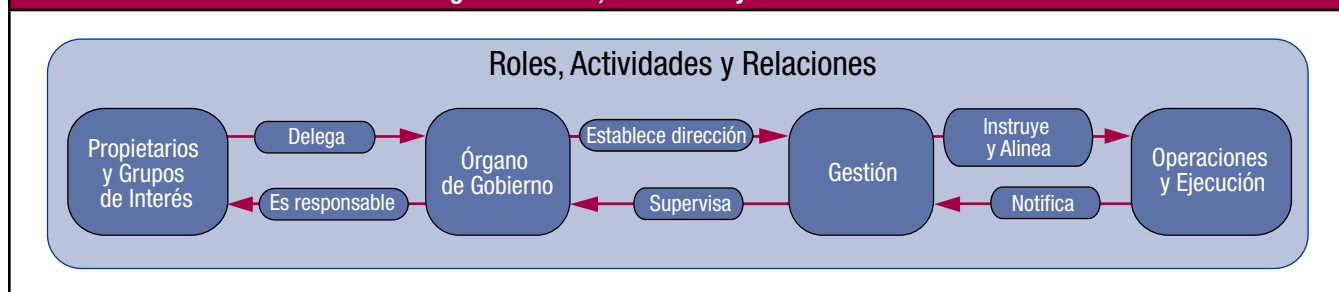 Roles, Actividades y Relaciones
Propietarios
y Grupos
de Interés
Delega
Es responsable
Órgano
de Gobierno
Establece dirección
Supervisa
Gestión
Instruye
y Alinea
Notifica
Operaciones
y Ejecución